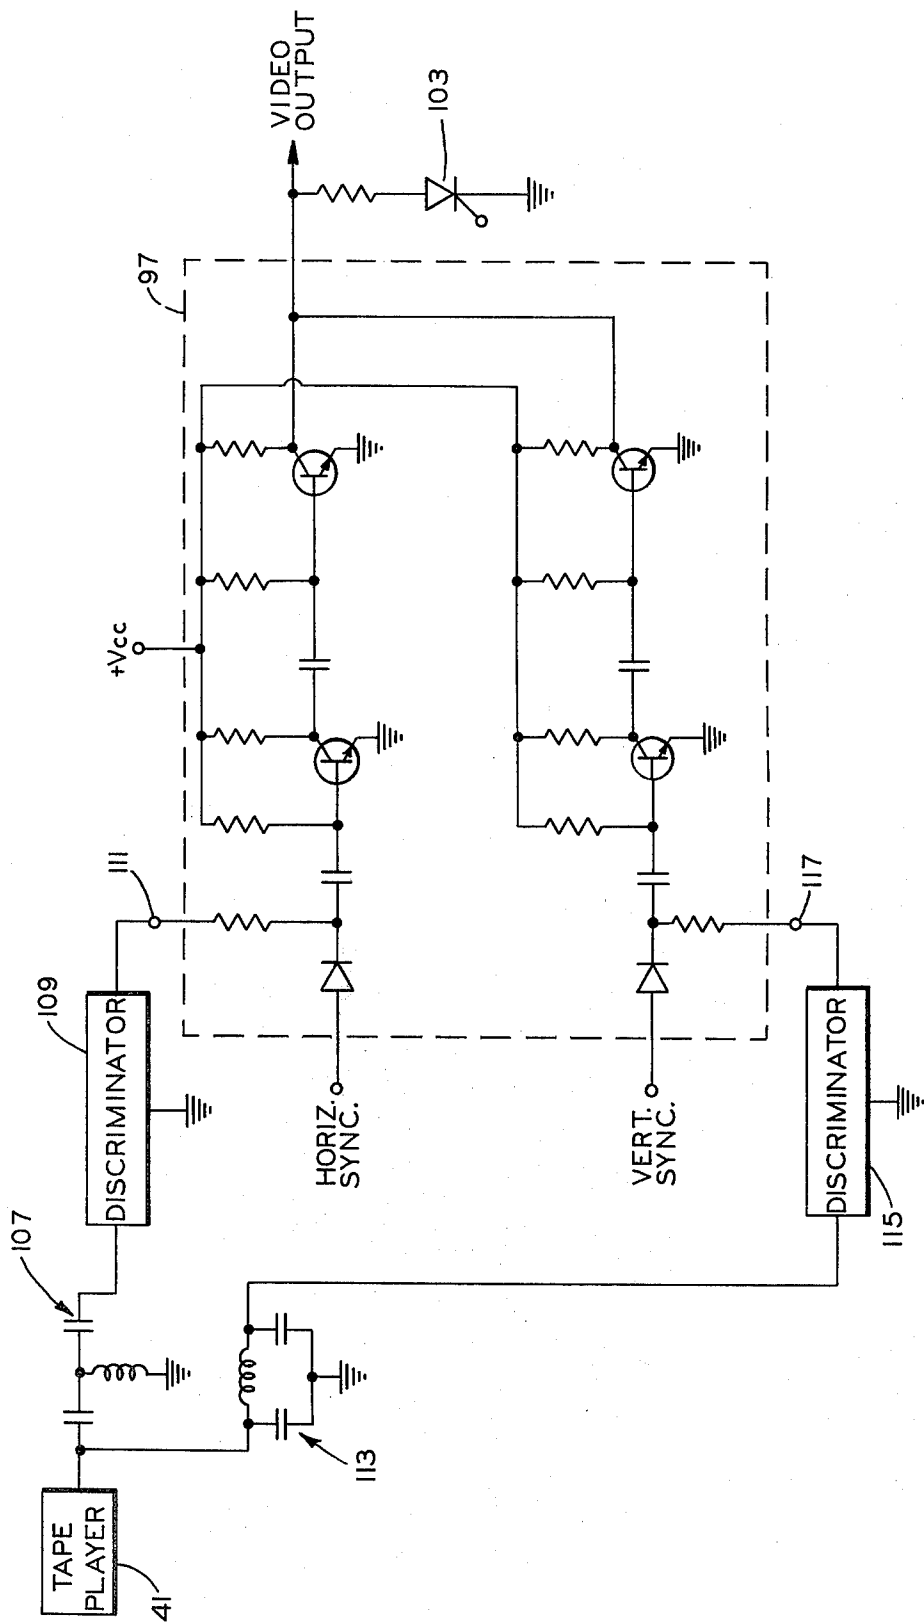 TAPE
PLAYER
41
107
113
109
DISCRIMINATOR
111
HORIZ.
SYNC.
VERT.
SYNC.
DISCRIMINATOR
115
117
+Vcc
97
VIDEO
OUTPUT
103